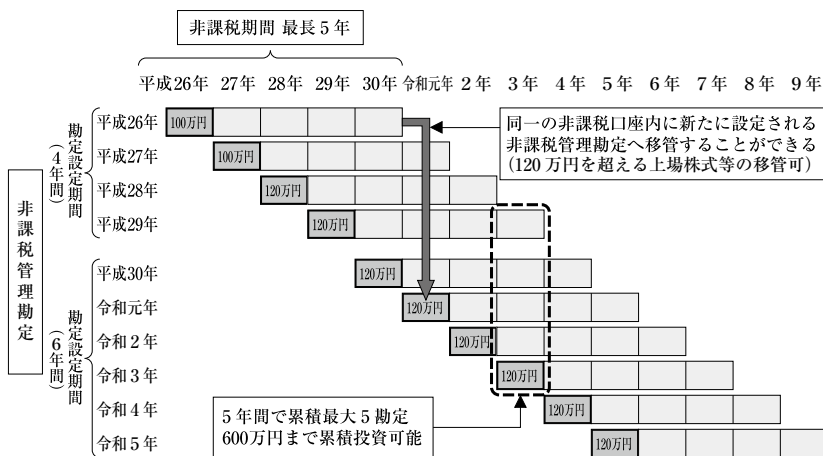 非課税期間 最長5年
平成26年 27年 28年 29年 30年 令和元年 2年 3年 4年 5年 6年 7年 8年 9年
非課税管理勘定
勘定設定期間
(4年間)
平成26年
100万円
平成27年
100万円
平成28年
120万円
平成29年
120万円
同一の非課税口座内に新たに設定される
非課税管理勘定へ移管することができる
(120万円を超える上場株式等の移管可)
勘定設定期間
(6年間)
平成30年
120万円
令和元年
120万円
令和2年
120万円
令和3年
120万円
令和4年
120万円
令和5年
120万円
5年間で累積最大5勘定
600万円まで累積投資可能